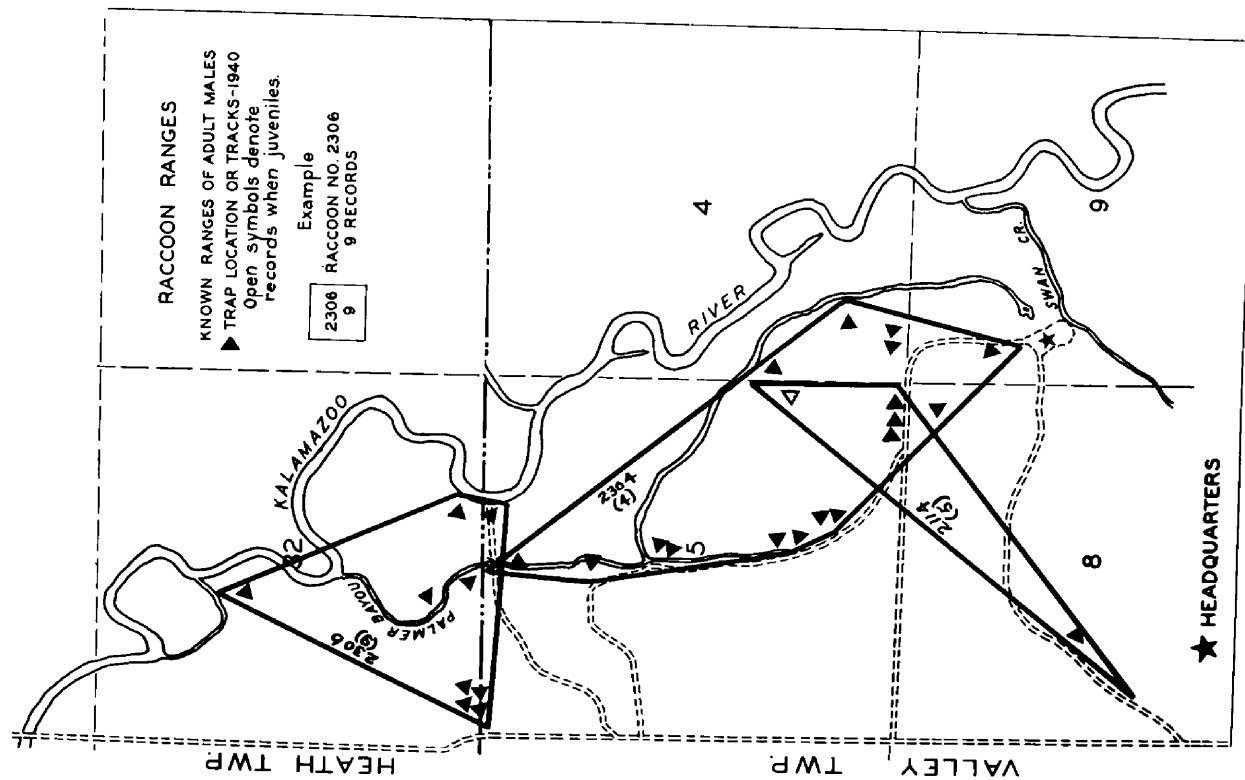 RACCOON RANGES
KNOWN RANGES OF ADULT MALES
TRAP LOCATION OR TRACKS-1940
Open symbols denote
records when juveniles.
Example
2306 RACCOON NO. 2306
9 9 RECORDS
KALAMAZOO
RIVER
32
PALMER BAYOU
2306
(9)
4
2304
5
2114
SWAN CR.
9
8
★ HEADQUARTERS
HEATH TWP.
VALLEY TWP.